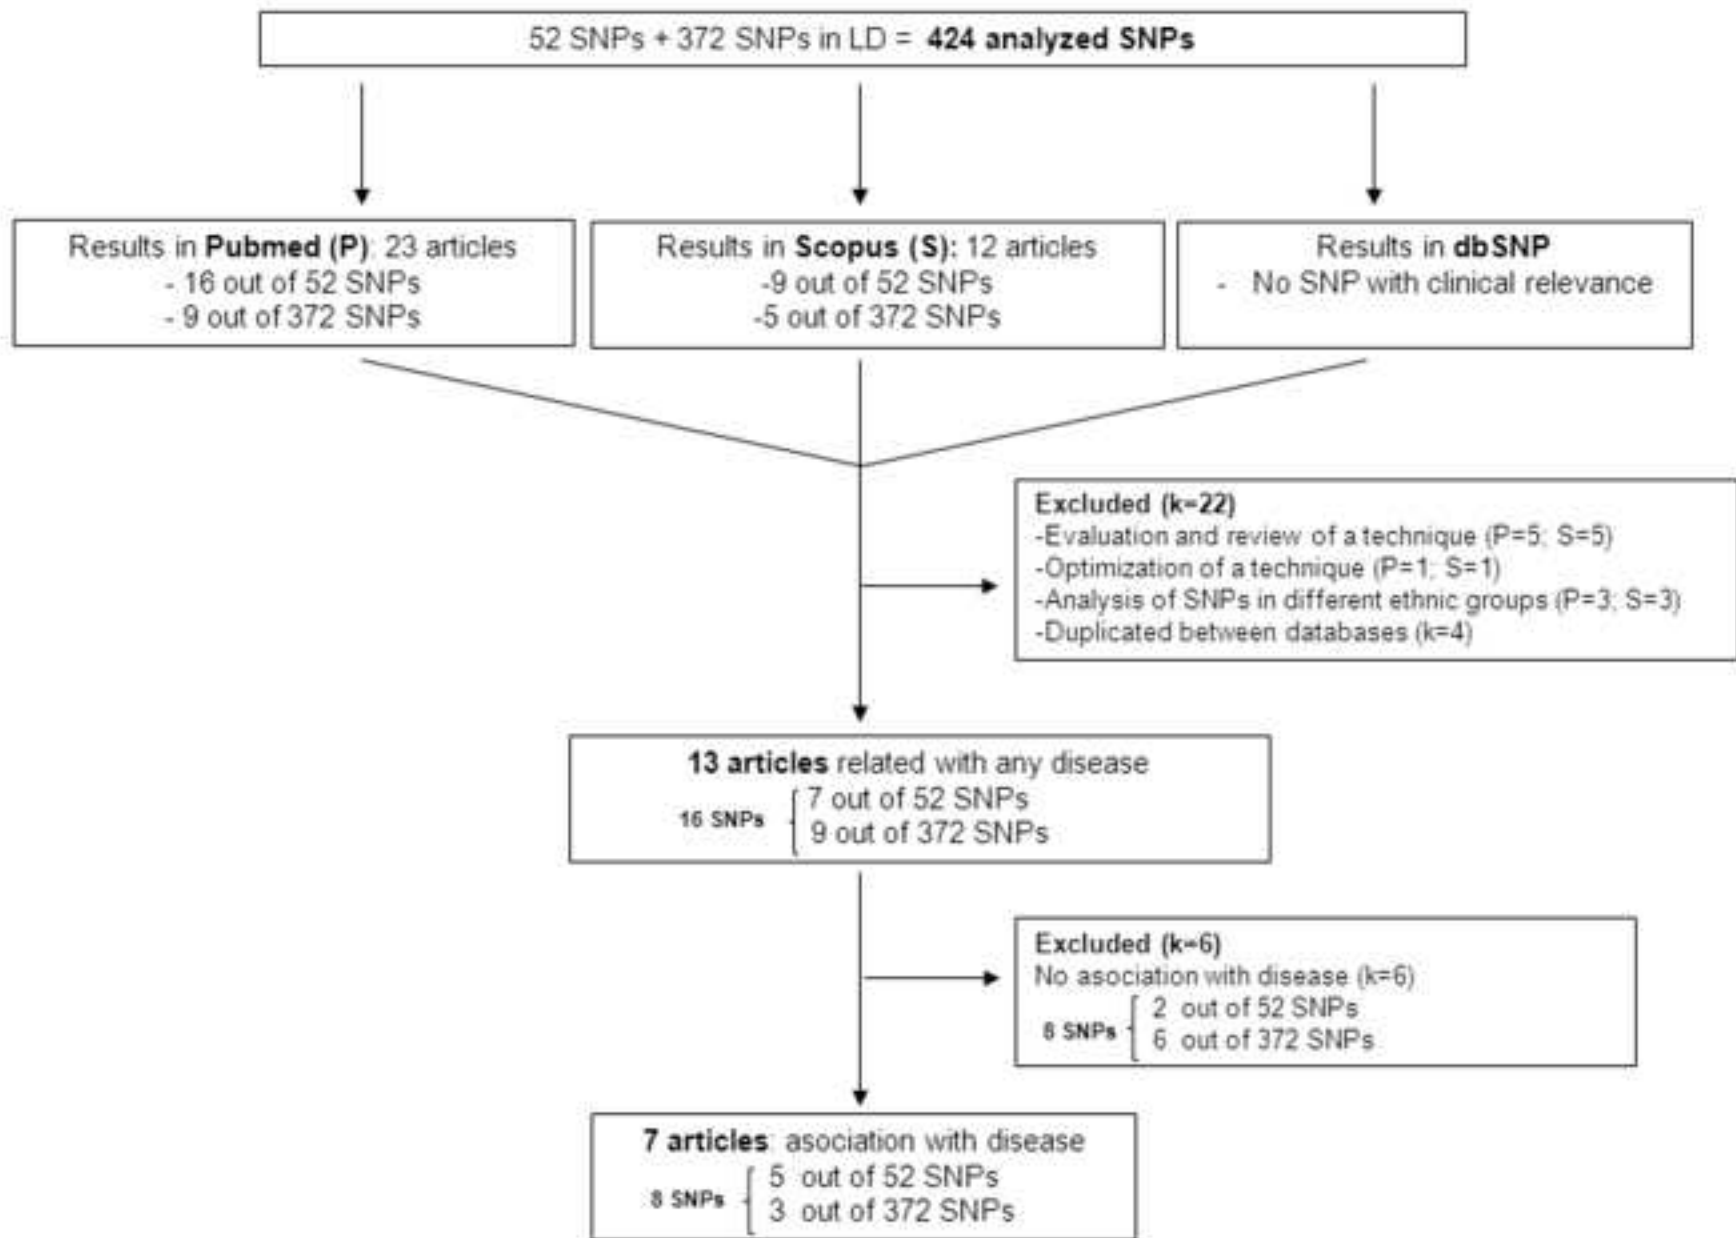 52 SNPs + 372 SNPs in LD = 424 analyzed SNPs
Results in Pubmed (P): 23 articles
- 16 out of 52 SNPs
- 9 out of 372 SNPs
Results in Scopus (S): 12 articles
-9 out of 52 SNPs
-5 out of 372 SNPs
Results in dbSNP
- No SNP with clinical relevance
Excluded (k=22)
-Evaluation and review of a technique (P=5; S=5)
-Optimization of a technique (P=1; S=1)
-Analysis of SNPs in different ethnic groups (P=3; S=3)
-Duplicated between databases (k=4)
13 articles related with any disease
7 out of 52 SNPs
16 SNPs
9 out of 372 SNPs
Excluded (k=6)
No asociation with disease (k=6)
2 out of 52 SNPs
8 SNPs
6 out of 372 SNPs
7 articles: asociation with disease
5 out of 52 SNPs
8 SNPs
3 out of 372 SNPs